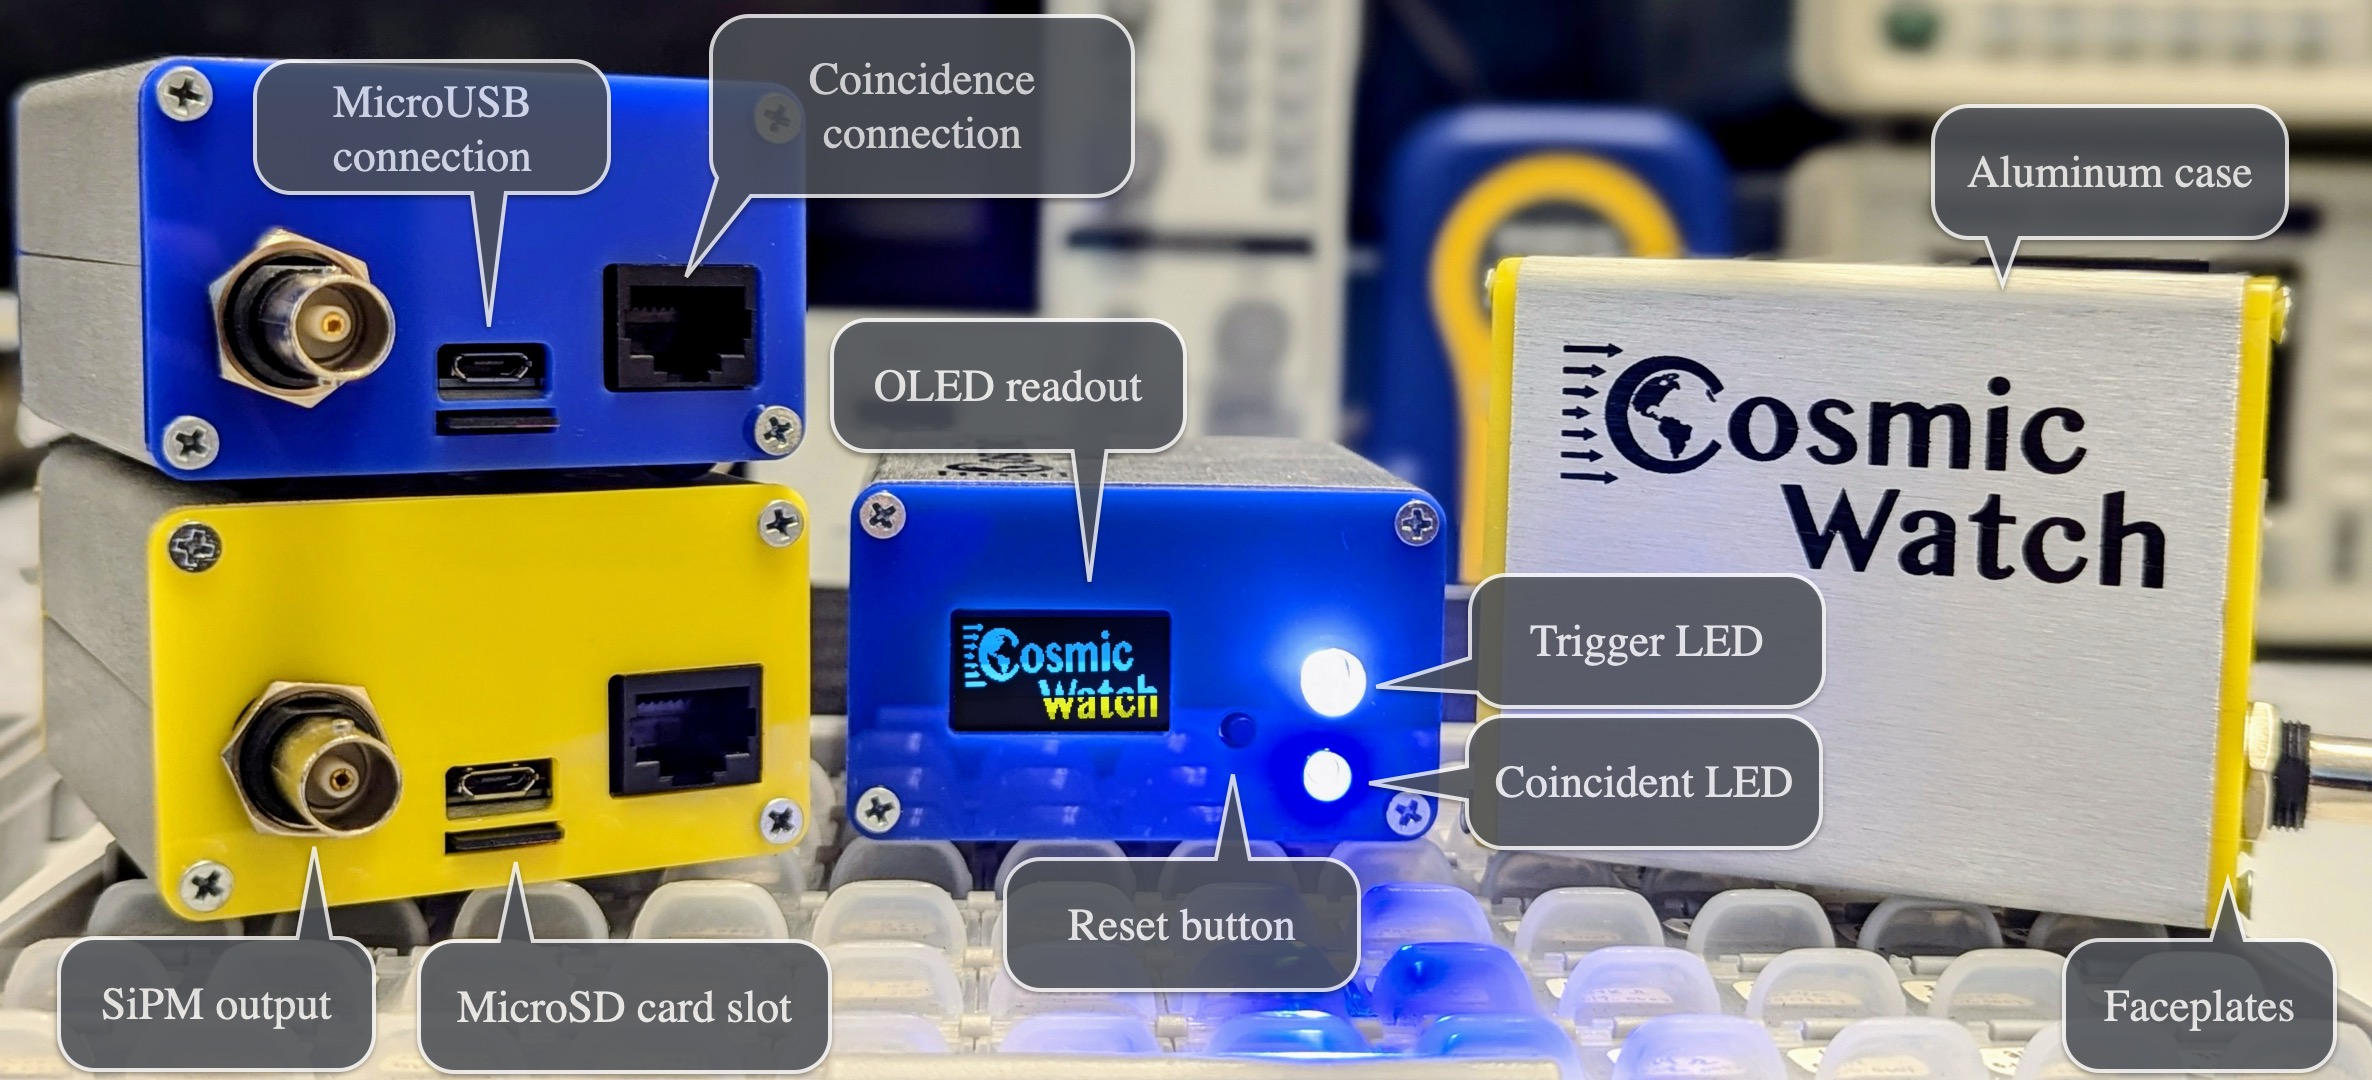 MicroUSB
connection
Coincidence
connection
Aluminum case
OLED readout
Cosmic
Watch
Cosmic
Watch
Trigger LED
Coincident LED
Reset button
SiPM output
MicroSD card slot
Faceplates